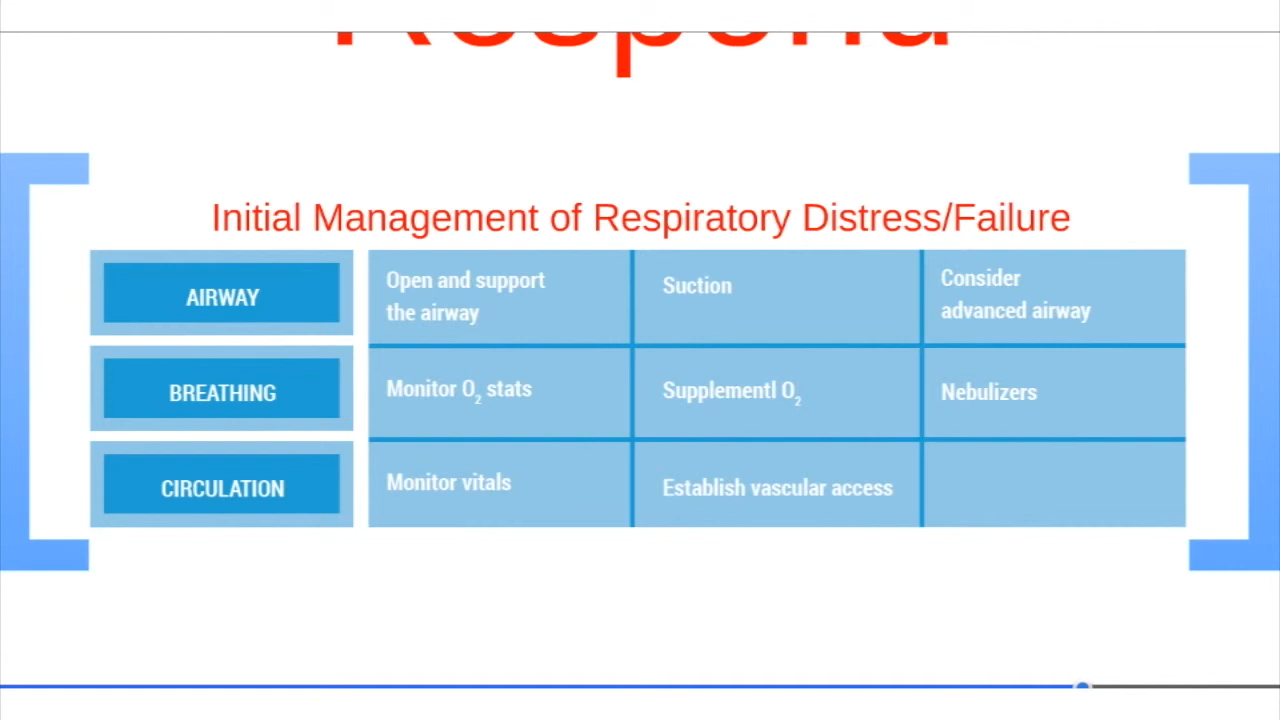 Respond
Initial Management of Respiratory Distress/Failure
AIRWAY
Open and support
the airway
Suction
Consider
advanced airway
BREATHING
Monitor O₂ stats
Supplementl O₂
Nebulizers
CIRCULATION
Monitor vitals
Establish vascular access